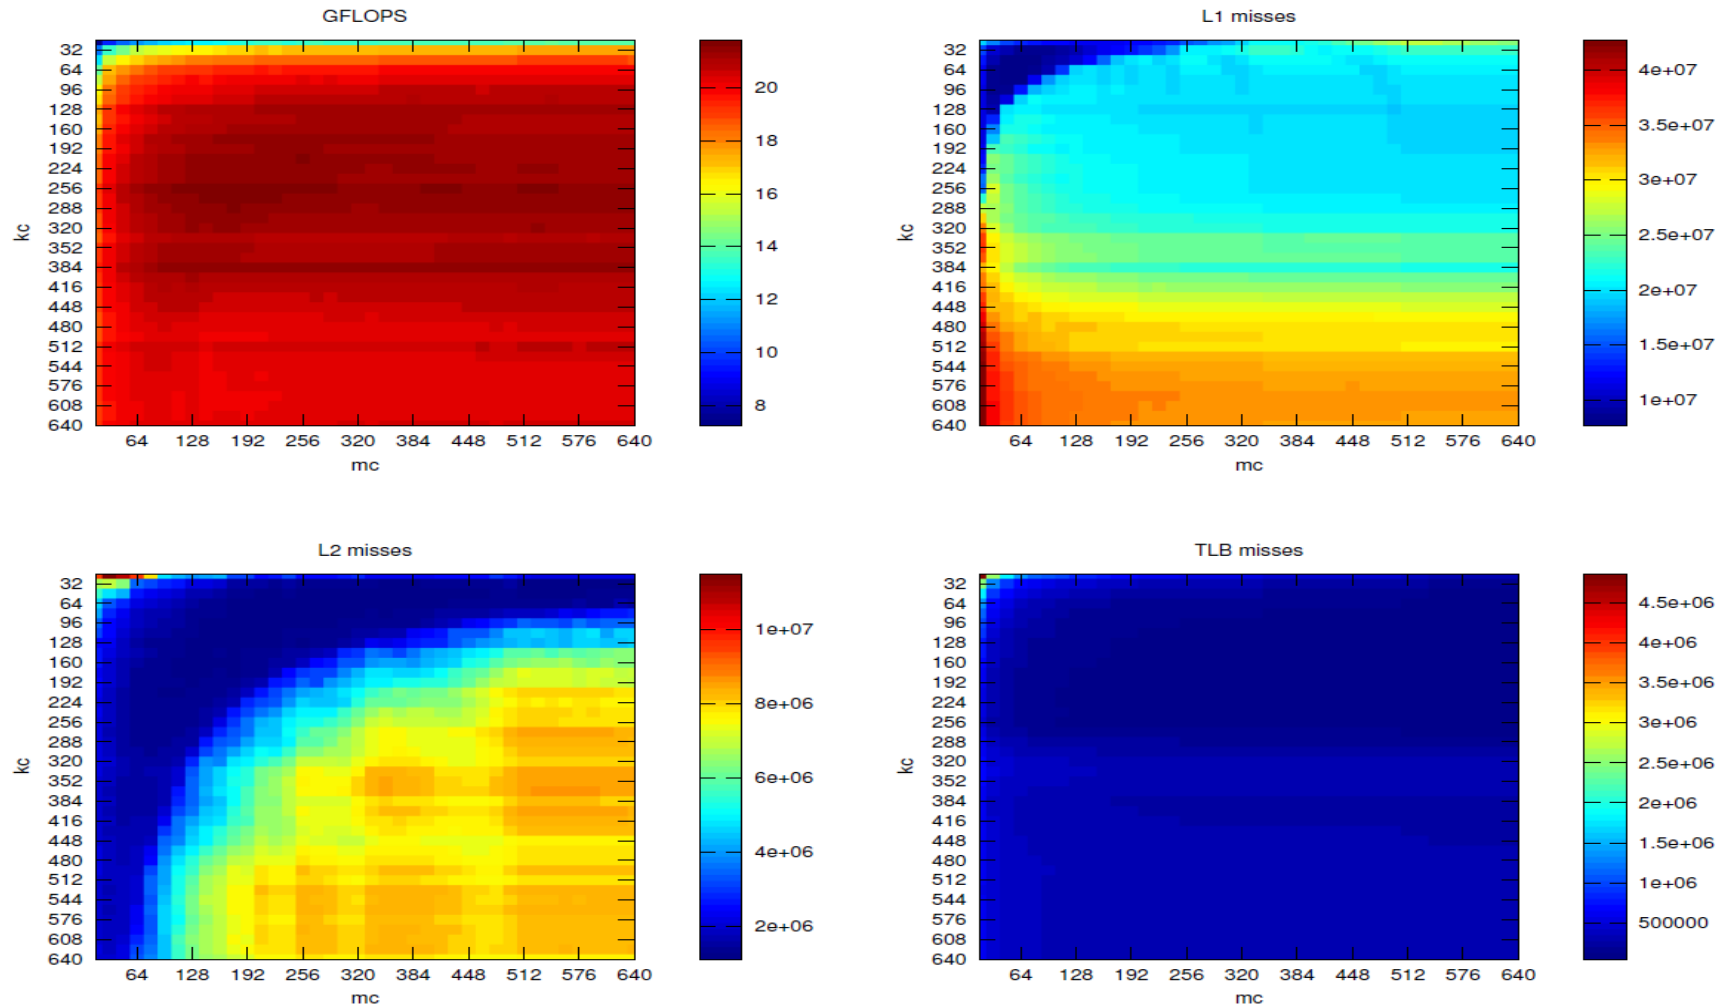 GFLOPS
32
64
96
128
160
192
224
256
288
320
352
384
416
448
480
512
544
576
608
640
kc
64 128 192 256 320 384 448 512 576 640
mc
20
18
16
14
12
10
8
L1 misses
32
64
96
128
160
192
224
256
288
320
352
384
416
448
480
512
544
576
608
640
kc
64 128 192 256 320 384 448 512 576 640
mc
4e+07
3.5e+07
3e+07
2.5e+07
2e+07
1.5e+07
1e+07
L2 misses
32
64
96
128
160
192
224
256
288
320
352
384
416
448
480
512
544
576
608
640
kc
64 128 192 256 320 384 448 512 576 640
mc
1e+07
8e+06
6e+06
4e+06
2e+06
TLB misses
32
64
96
128
160
192
224
256
288
320
352
384
416
448
480
512
544
576
608
640
kc
64 128 192 256 320 384 448 512 576 640
mc
4.5e+06
4e+06
3.5e+06
3e+06
2.5e+06
2e+06
1.5e+06
1e+06
500000